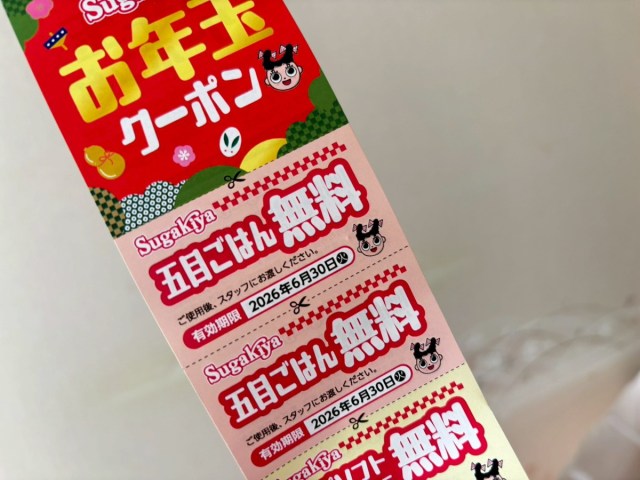 Sugakiya
お年玉
クーポン
Sugakiya
五目ごはん無料
ご使用後、スタッフにお渡しください。
有効期限 2026年6月30日㊋
Sugakiya
五目ごはん無料
ご使用後、スタッフにお渡しください。
有効期限 2026年6月30日㊋
Sugakiya
ソフト
無料